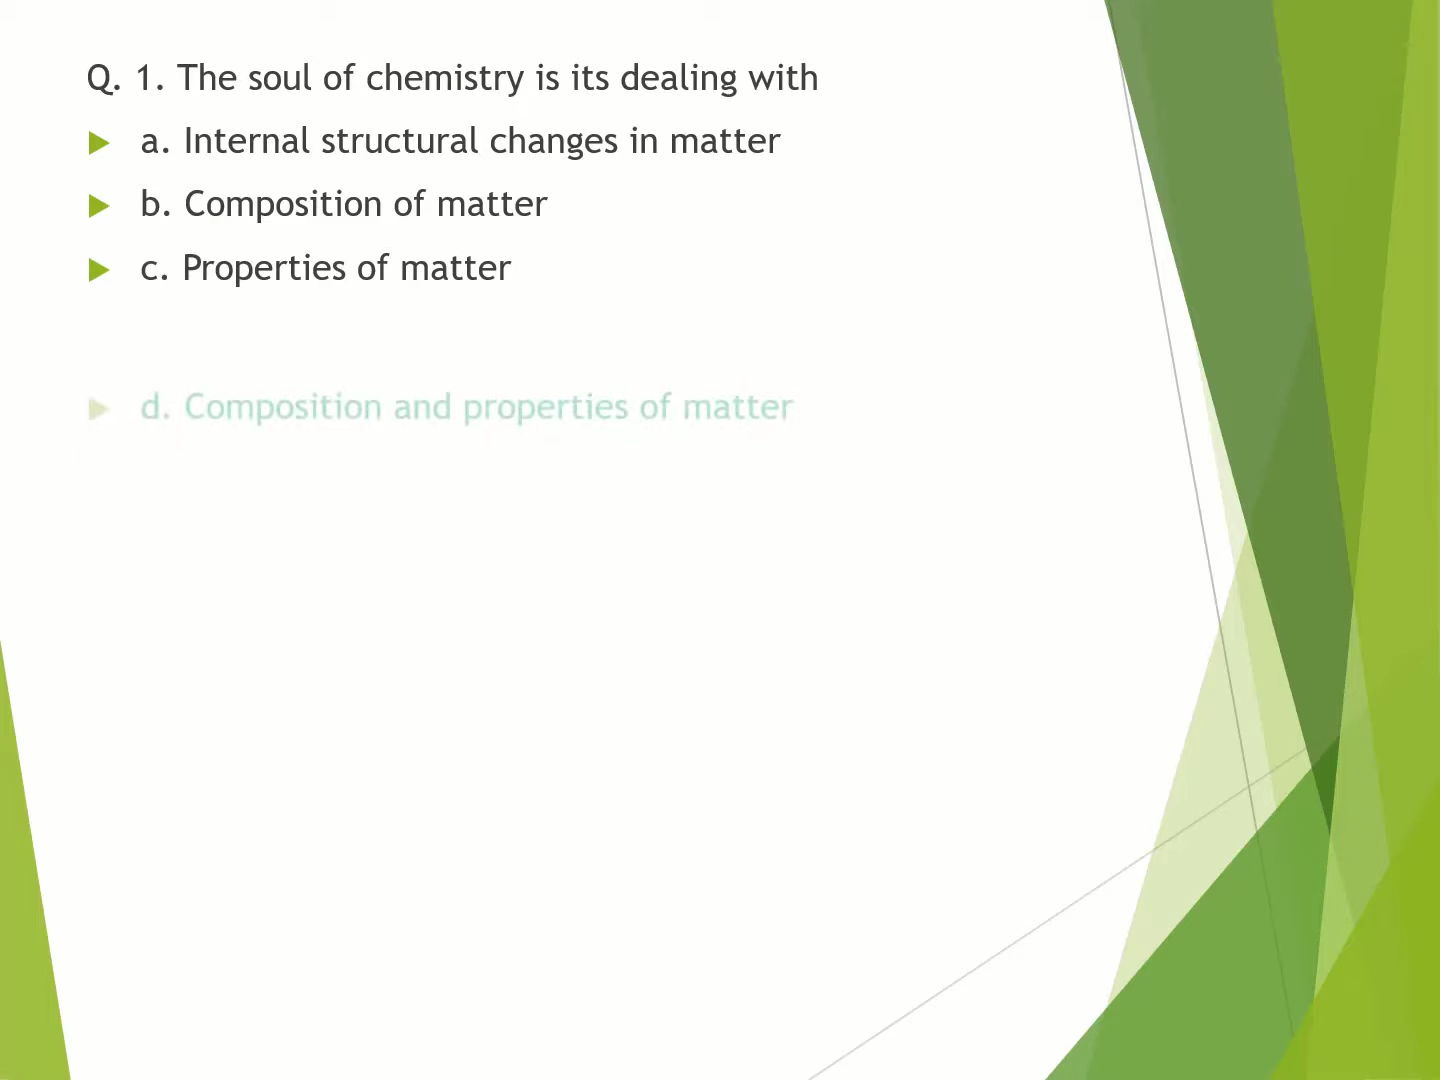 Q. 1. The soul of chemistry is its dealing with
a. Internal structural changes in matter
b. Composition of matter
c. Properties of matter
d. Composition and properties of matter